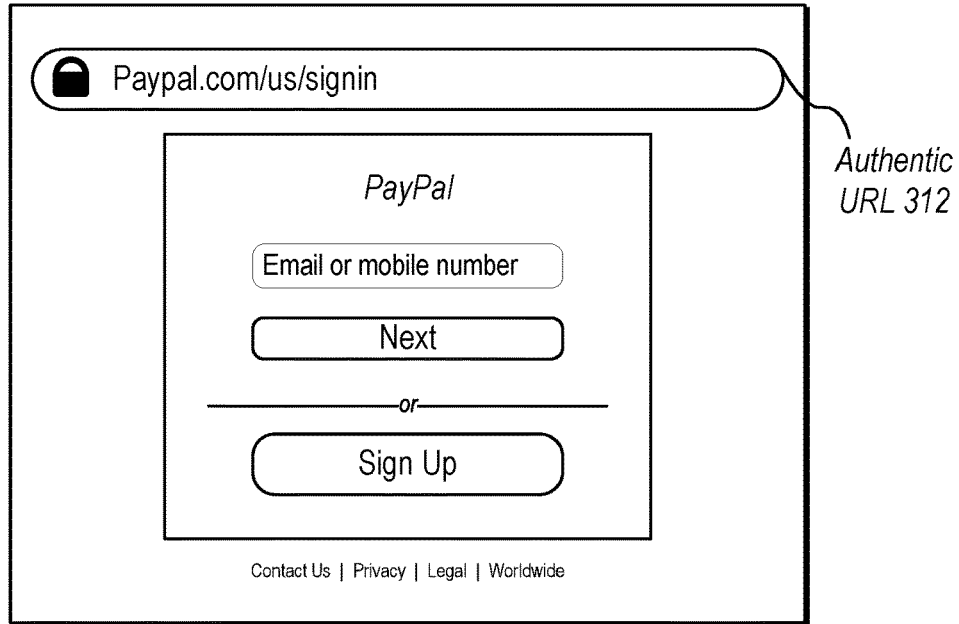 Paypal.com/us/signin
Authentic
URL 312
PayPal
Email or mobile number
Next
or
Sign Up
Contact Us | Privacy | Legal | Worldwide